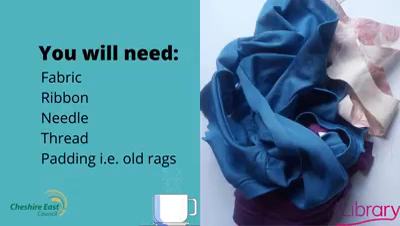 You will need:
Fabric
Ribbon
Needle
Thread
Padding i.e. old rags
Cheshire East
Council
Library